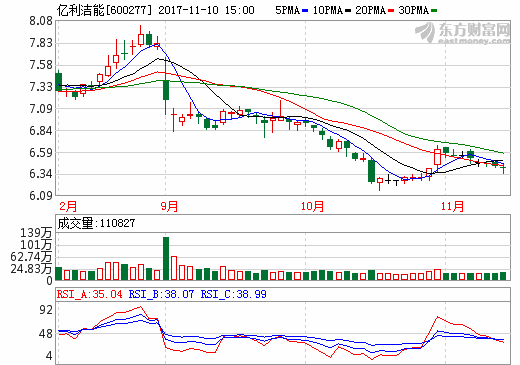 亿利洁能[600277] 2017-11-10 15:00 5PMA 10PMA 20PMA 30PMA
东方财富网
eastmoney.com
8.08
7.83
7.58
7.33
7.09
6.84
6.59
6.34
6.09
2月 9月 10月 11月
成交量:110827
139万
101万
62.74万
24.83万
0
RSI_A:35.04 RSI_B:38.07 RSI_C:38.99
92
48
4